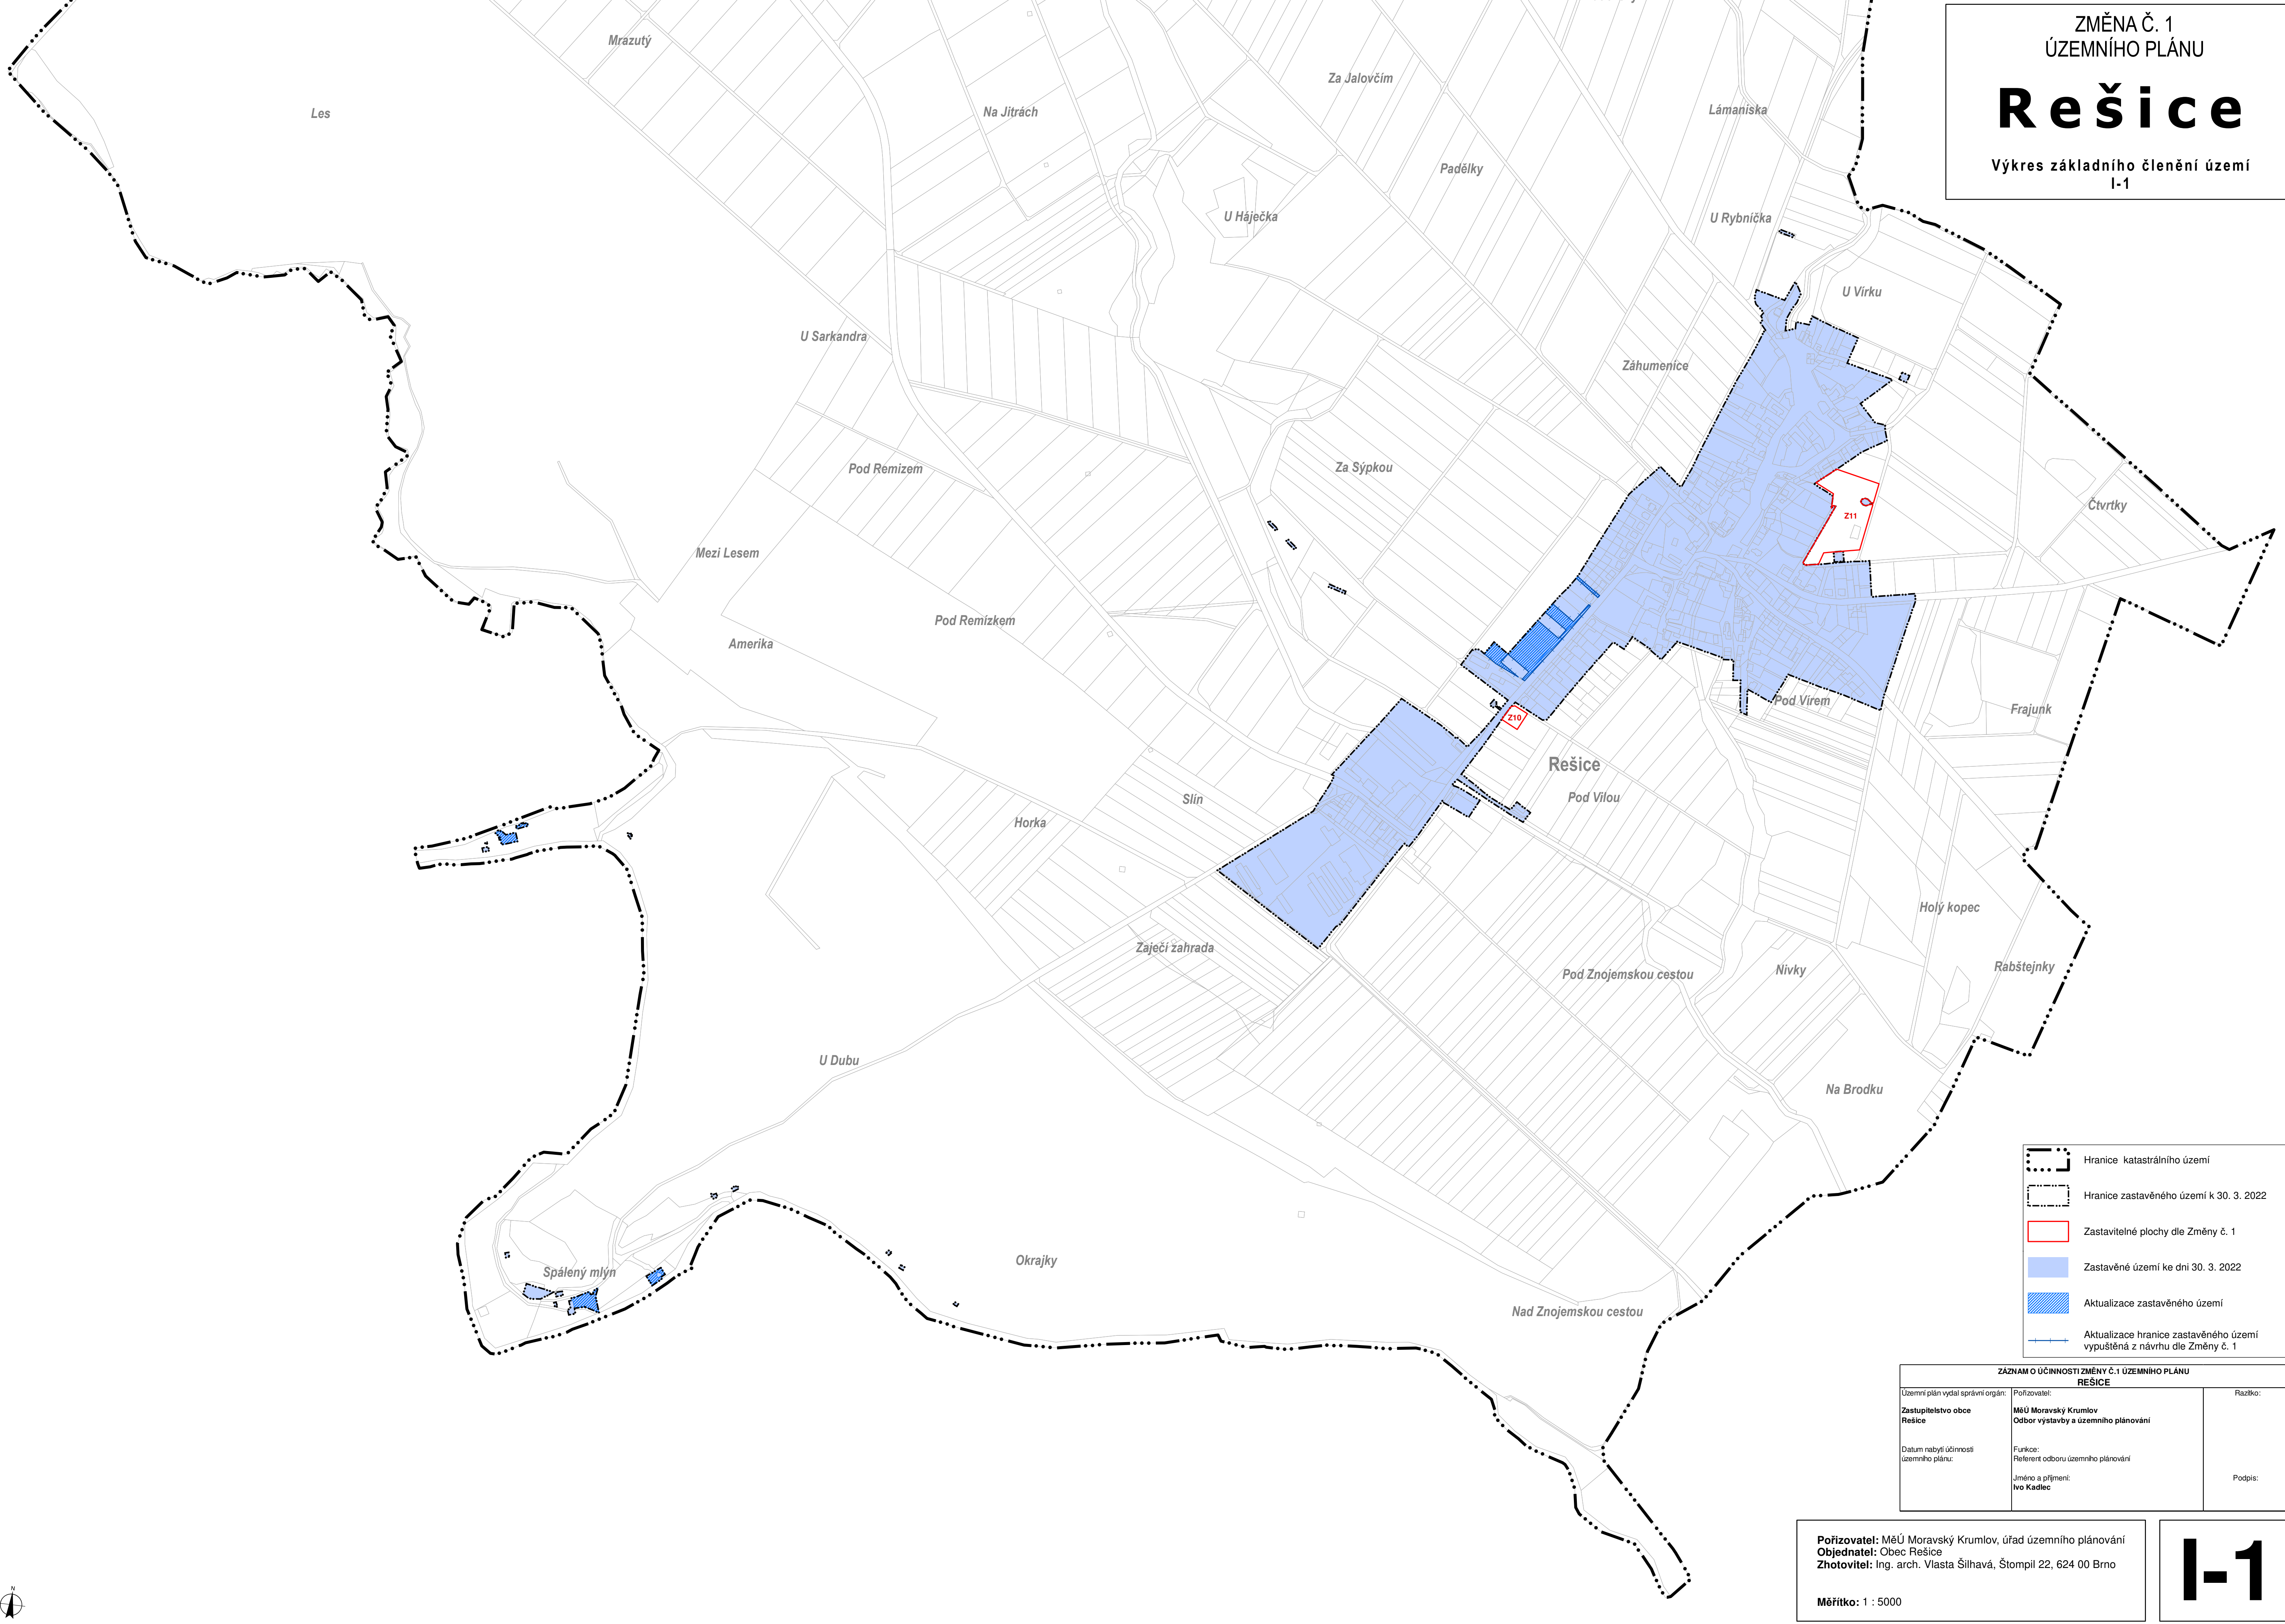 ZMĚNA Č. 1
ÚZEMNÍHO PLÁNU
Rešice
Výkres základního členění území
I-1
Mrazutý
Les
Na Jitrách
Za Jalovčím
Lámaniska
Padělky
U Háječka
U Rybníčka
U Vírku
U Sarkandra
Záhumenice
Pod Remizem
Za Sýpkou
Čtvrtky
Z11
Mezi Lesem
Pod Remízkem
Amerika
Pod Vírem
Frajunk
Z10
Rešice
Slín
Pod Vilou
Horka
Holý kopec
Zaječí zahrada
Pod Znojemskou cestou
Nivky
Rabštejnky
U Dubu
Na Brodku
Okrajky
Spálený mlýn
Nad Znojemskou cestou
Hranice katastrálního území
Hranice zastavěného území k 30. 3. 2022
Zastavitelné plochy dle Změny č. 1
Zastavěné území ke dni 30. 3. 2022
Aktualizace zastavěného území
Aktualizace hranice zastavěného území
vypuštěná z návrhu dle Změny č. 1
ZÁZNAM O ÚČINNOSTI ZMĚNY Č.1 ÚZEMNÍHO PLÁNU
REŠICE
Územní plán vydal správní orgán:
Zastupitelstvo obce
Rešice
Datum nabytí účinnosti
územního plánu:
Pořizovatel:
MěÚ Moravský Krumlov
Odbor výstavby a územního plánování
Funkce:
Referent odboru územního plánování
Jméno a příjmení:
Ivo Kadlec
Razítko:
Podpis:
Pořizovatel: MěÚ Moravský Krumlov, úřad územního plánování
Objednatel: Obec Rešice
Zhotovitel: Ing. arch. Vlasta Šilhavá, Štompil 22, 624 00 Brno
Měřítko: 1 : 5000
I-1
N